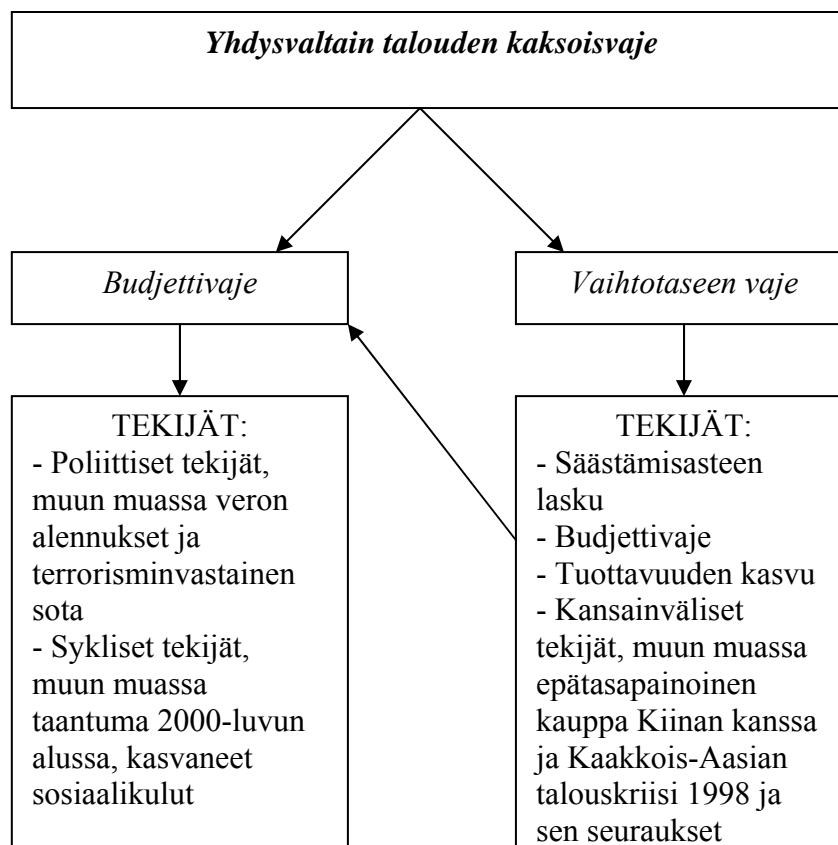 Yhdysvaltain talouden kaksoisvaje
Budjettivaje
Vaihtotaseen vaje
TEKIJÄT:
- Poliittiset tekijät,
muun muassa veron
alennukset ja
terrorisminvastainen
sota
- Sykliset tekijät,
muun muassa
taantuma 2000-luvun
alussa, kasvaneet
sosiaalikulut
TEKIJÄT:
- Säästämisasteen
lasku
- Budjettivaje
- Tuottavuuden kasvu
- Kansainväliset
tekijät, muun muassa
epätasapainoinen
kauppa Kiinan kanssa
ja Kaakkois-Aasian
talouskriisi 1998 ja
sen seuraukset